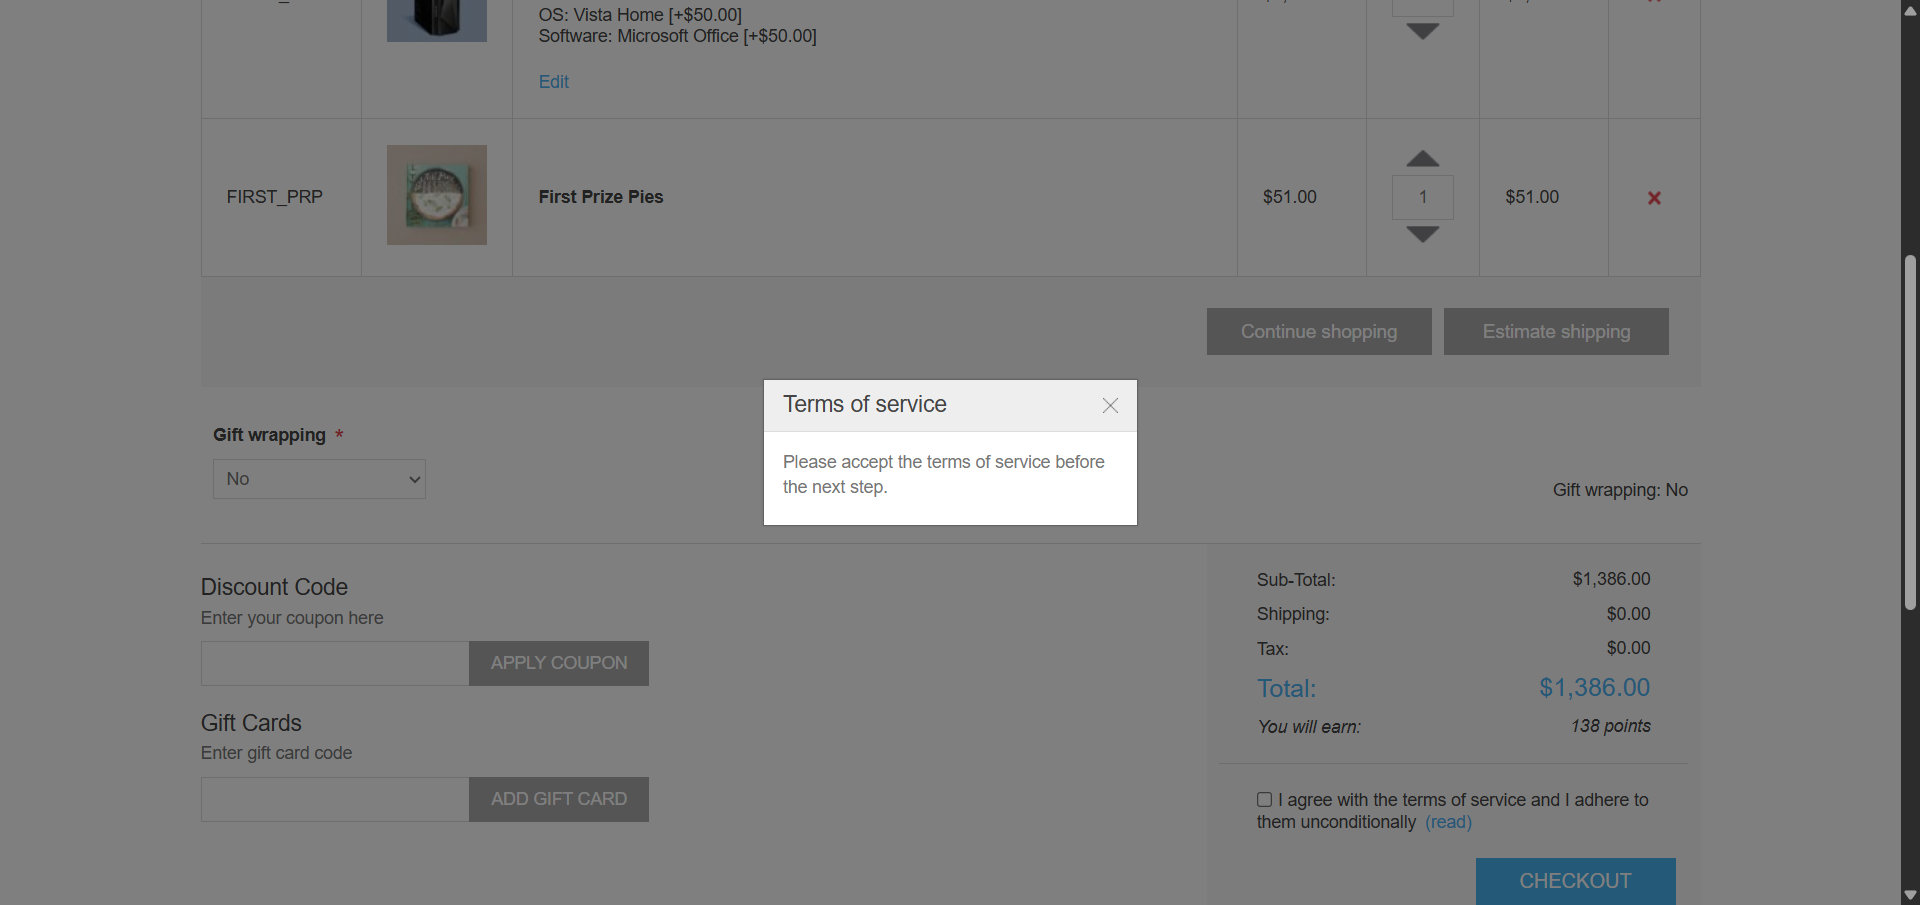 OS: Vista Home [+$50.00]
Software: Microsoft Office [+$50.00]
Edit
FIRST_PRP
First Prize Pies
$51.00
1
$51.00
Continue shopping
Estimate shipping
Terms of service
Please accept the terms of service before
the next step.
Gift wrapping *
No
Gift wrapping: No
Discount Code
Enter your coupon here
APPLY COUPON
Gift Cards
Enter gift card code
ADD GIFT CARD
Sub-Total: $1,386.00
Shipping: $0.00
Tax: $0.00
Total: $1,386.00
You will earn: 138 points
I agree with the terms of service and I adhere to
them unconditionally (read)
CHECKOUT